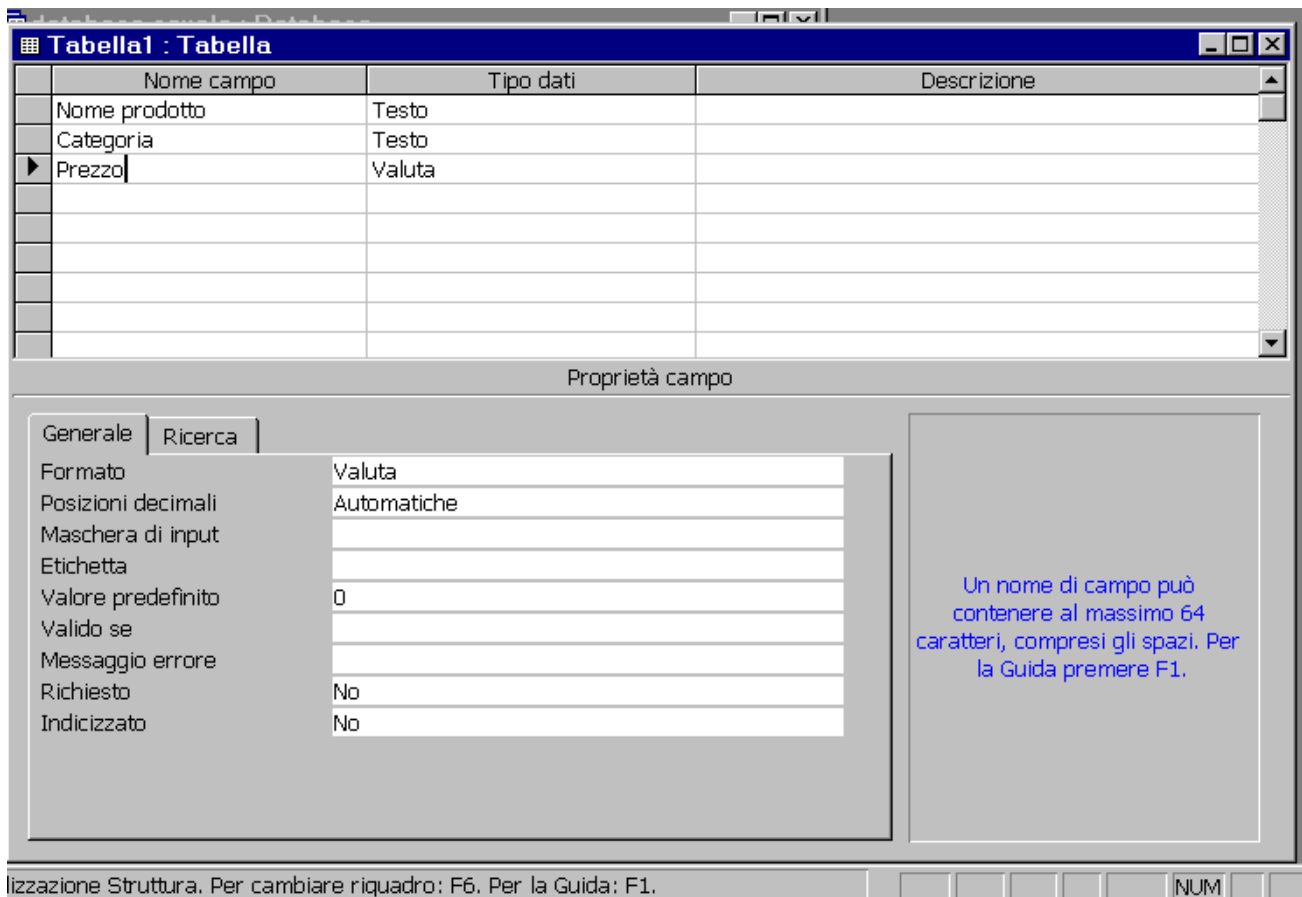 database scuola : Database
Tabella1 : Tabella
Nome campo Tipo dati Descrizione
Nome prodotto Testo
Categoria Testo
Prezzo Valuta
Proprietà campo
Generale Ricerca
Formato Valuta
Posizioni decimali Automatiche
Maschera di input
Etichetta
Valore predefinito 0
Valido se
Messaggio errore
Richiesto No
Indicizzato No
Un nome di campo può
contenere al massimo 64
caratteri, compresi gli spazi. Per
la Guida premere F1.
lizzazione Struttura. Per cambiare riquadro: F6. Per la Guida: F1. NUM